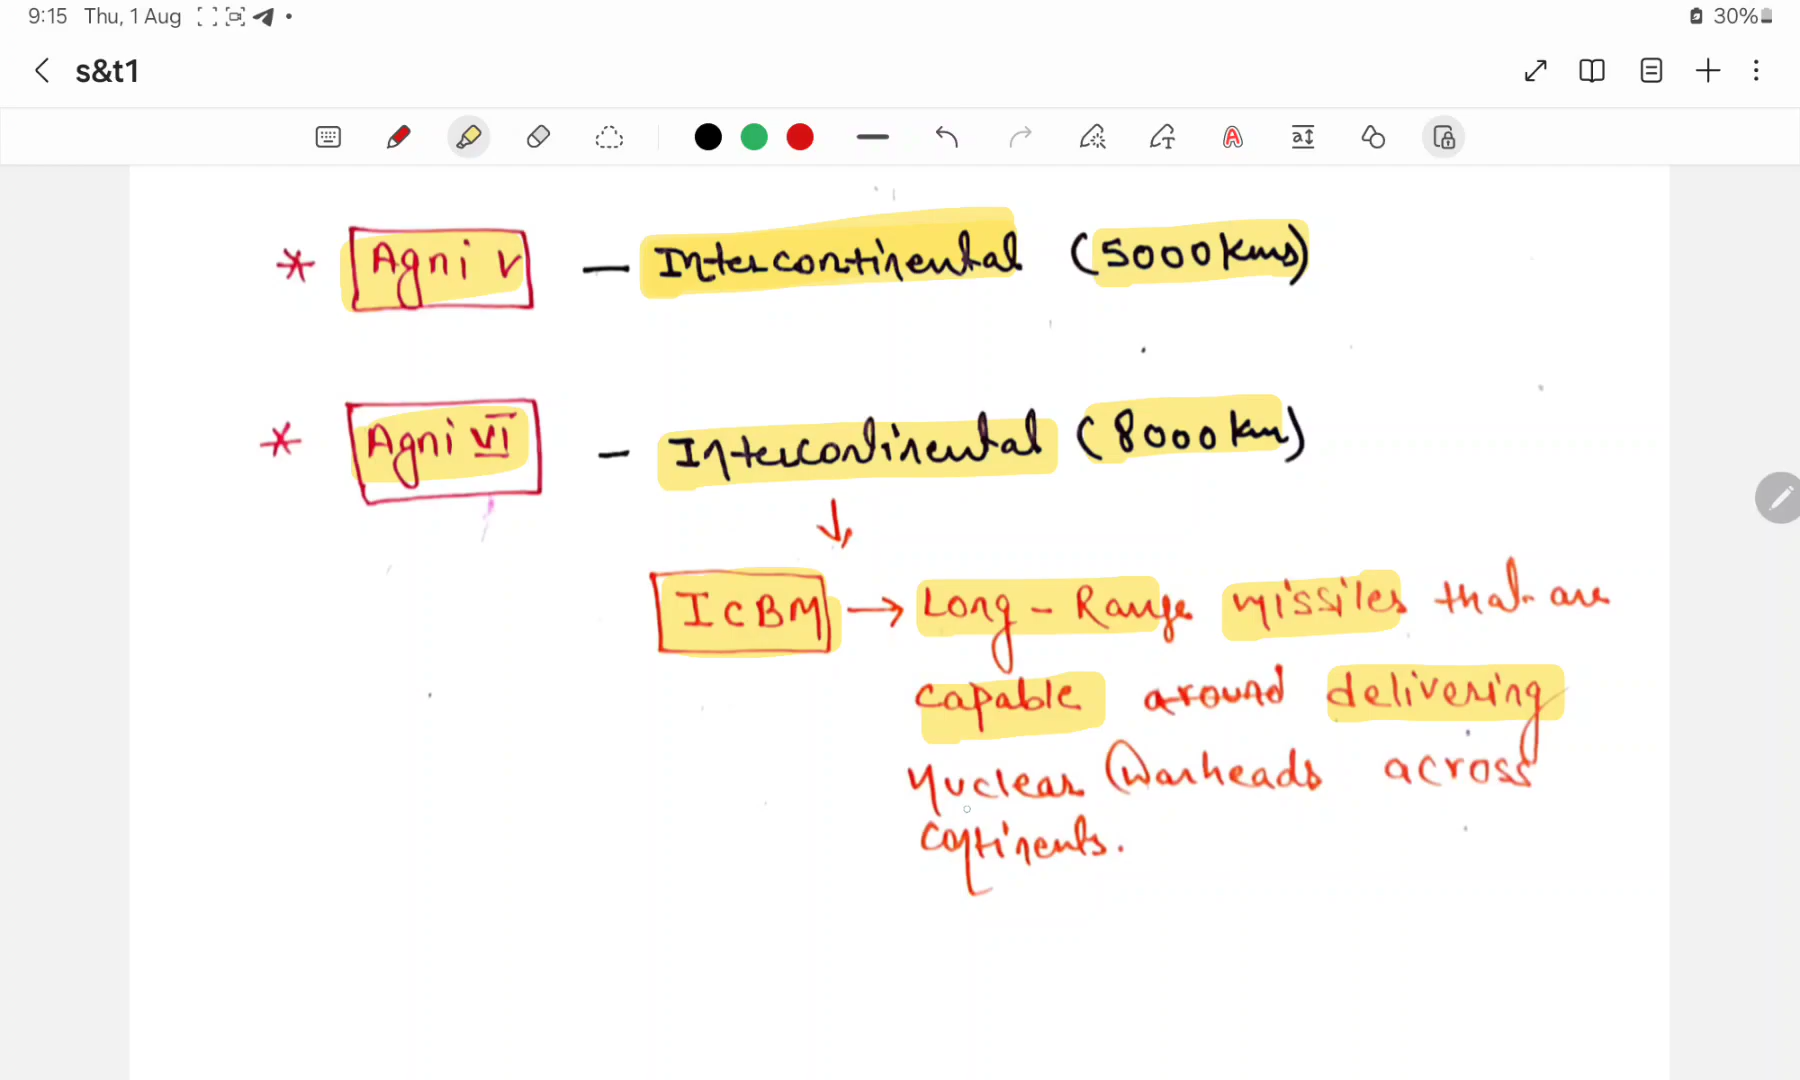 9:15 Thu, 1 Aug
30%
s&t1
* Agni V — Intercontinental (5000 kms)
* Agni VI — Intercontinental (8000 km)
↓
ICBM → Long-Range missiles that are
capable around delivering
nuclear Warheads across
continents.